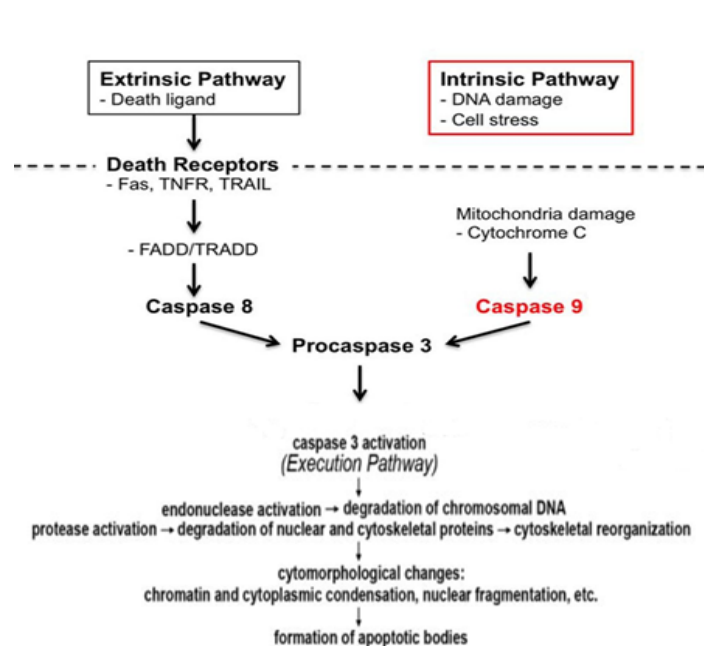 Extrinsic Pathway
- Death ligand
Intrinsic Pathway
- DNA damage
- Cell stress
Death Receptors
- Fas, TNFR, TRAIL
- FADD/TRADD
Mitochondria damage
- Cytochrome C
Caspase 8
Caspase 9
Procaspase 3
caspase 3 activation
(Execution Pathway)
endonuclease activation → degradation of chromosomal DNA
protease activation → degradation of nuclear and cytoskeletal proteins → cytoskeletal reorganization
cytomorphological changes:
chromatin and cytoplasmic condensation, nuclear fragmentation, etc.
formation of apoptotic bodies